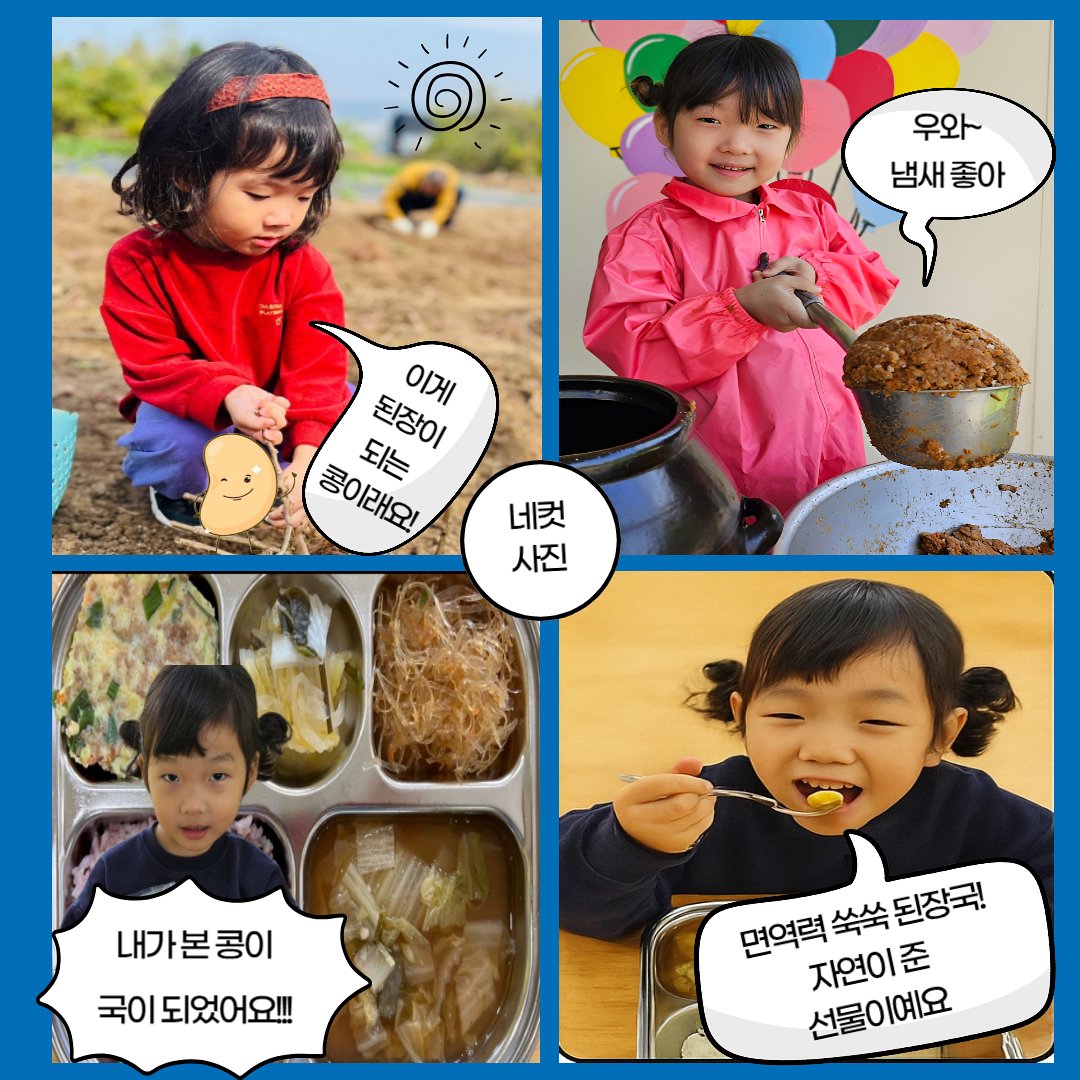 이게
된장이
되는
콩이래요!
우와~
냄새 좋아
네컷
사진
내가 본 콩이
국이 되었어요!!!
면역력 쑥쑥 된장국!
자연이 준
선물이예요